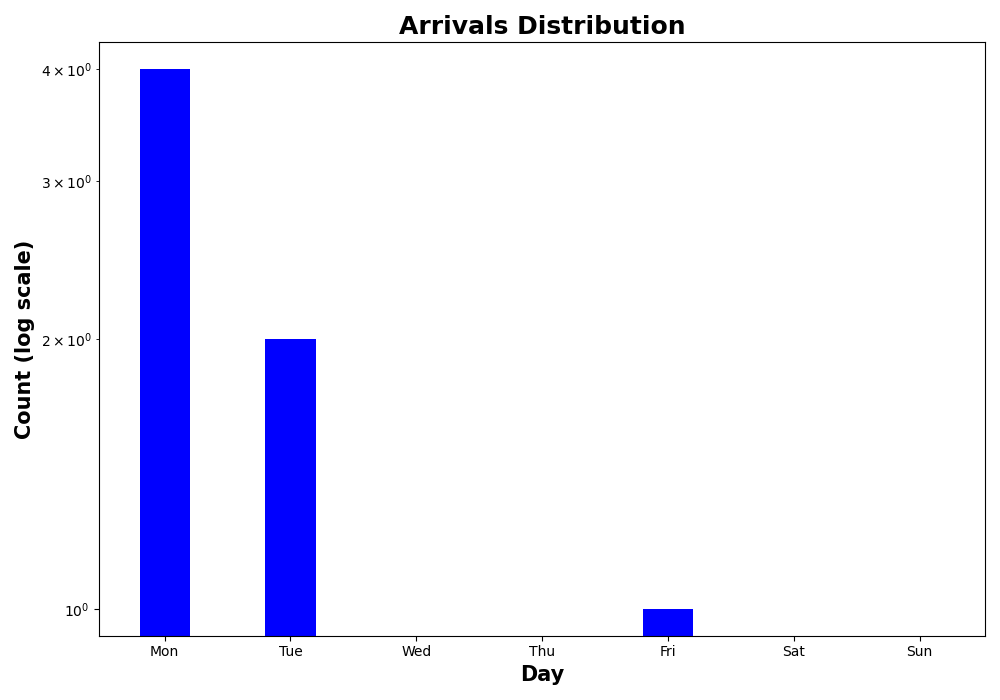 Arrivals Distribution
Count (log scale)
4 × 10⁰
3 × 10⁰
2 × 10⁰
10⁰
Mon Tue Wed Thu Fri Sat Sun
Day